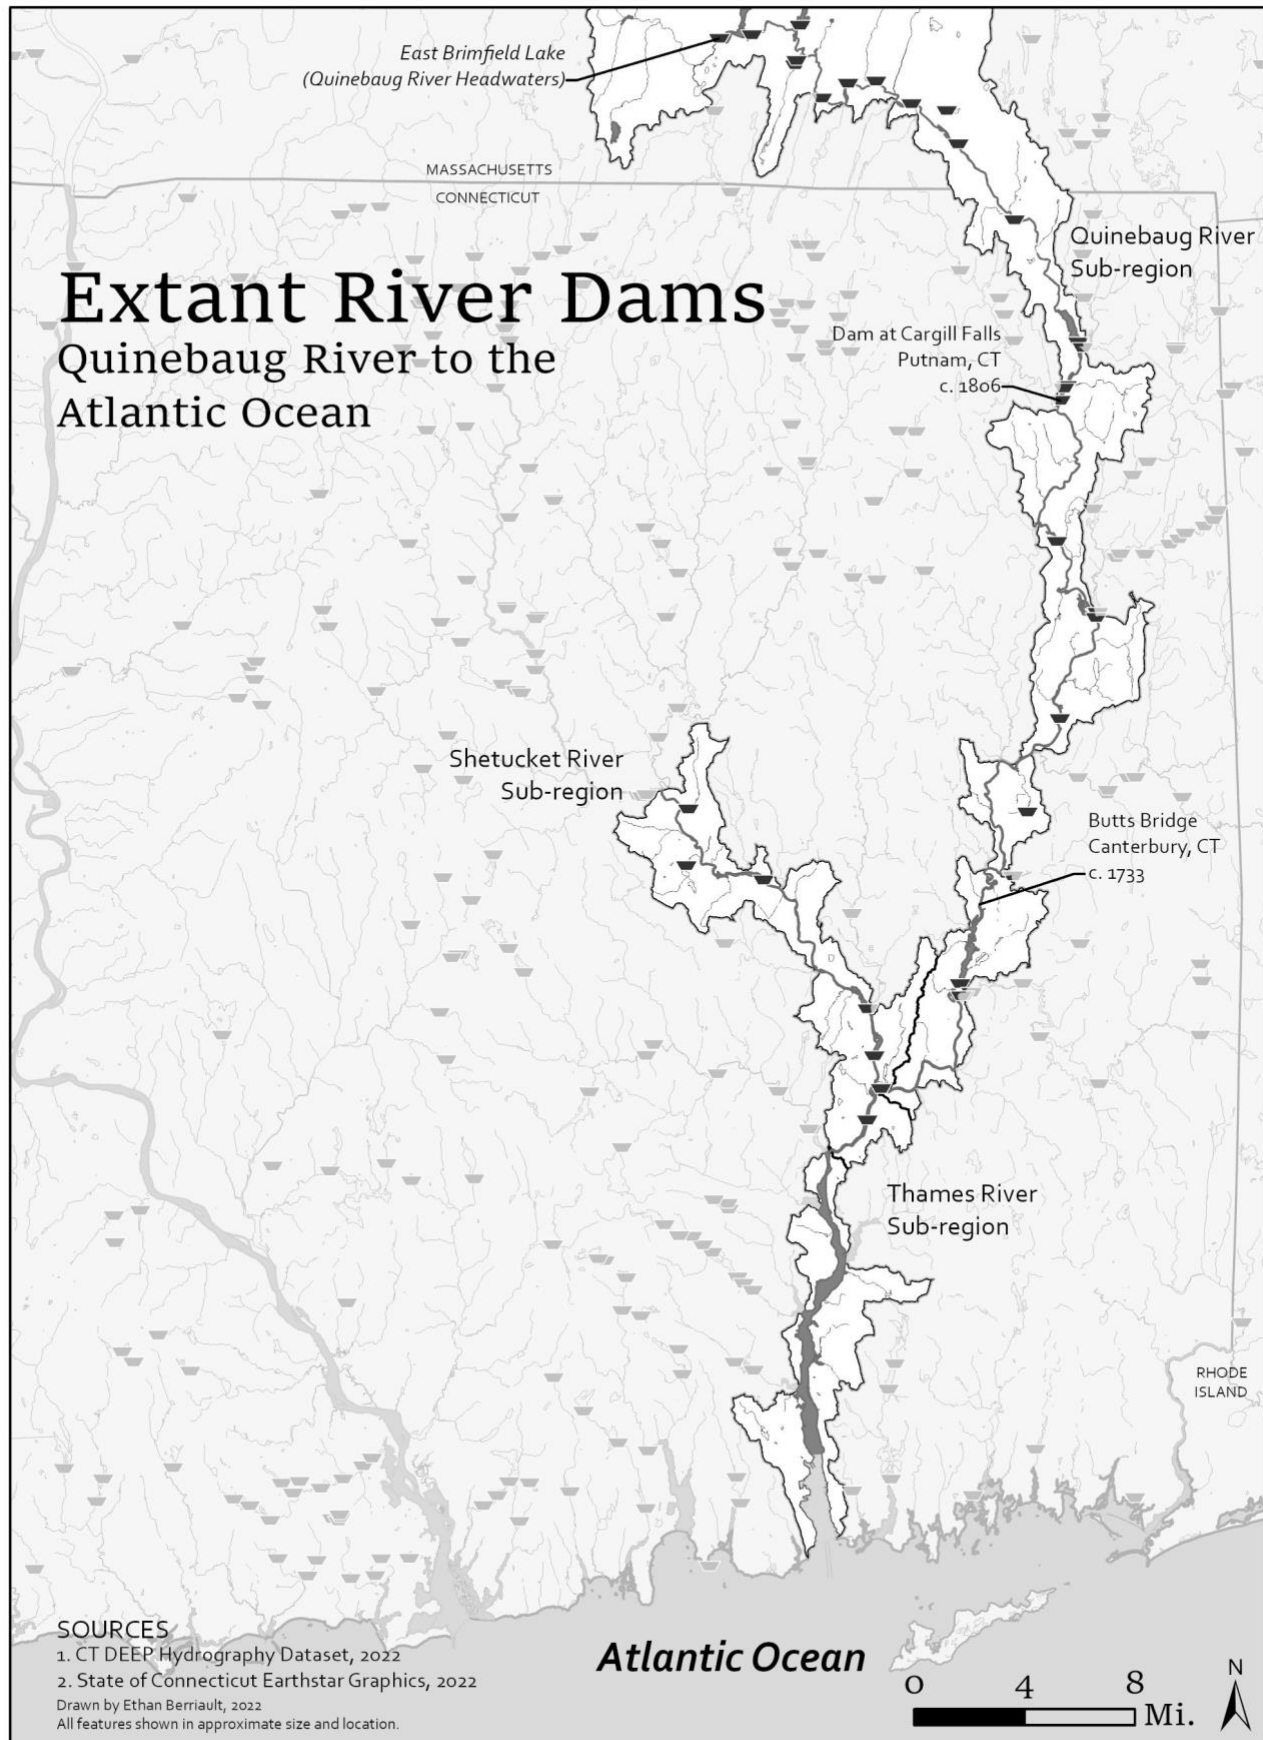 East Brimfield Lake
(Quinebaug River Headwaters)
MASSACHUSETTS
CONNECTICUT
Quinebaug River
Sub-region
Extant River Dams
Quinebaug River to the
Atlantic Ocean
Dam at Cargill Falls
Putnam, CT
c. 1806
Shetucket River
Sub-region
Butts Bridge
Canterbury, CT
c. 1733
Thames River
Sub-region
RHODE
ISLAND
SOURCES
1. CT DEEP Hydrography Dataset, 2022
2. State of Connecticut Earthstar Graphics, 2022
Drawn by Ethan Berriault, 2022
All features shown in approximate size and location.
Atlantic Ocean
0 4 8
Mi.
N